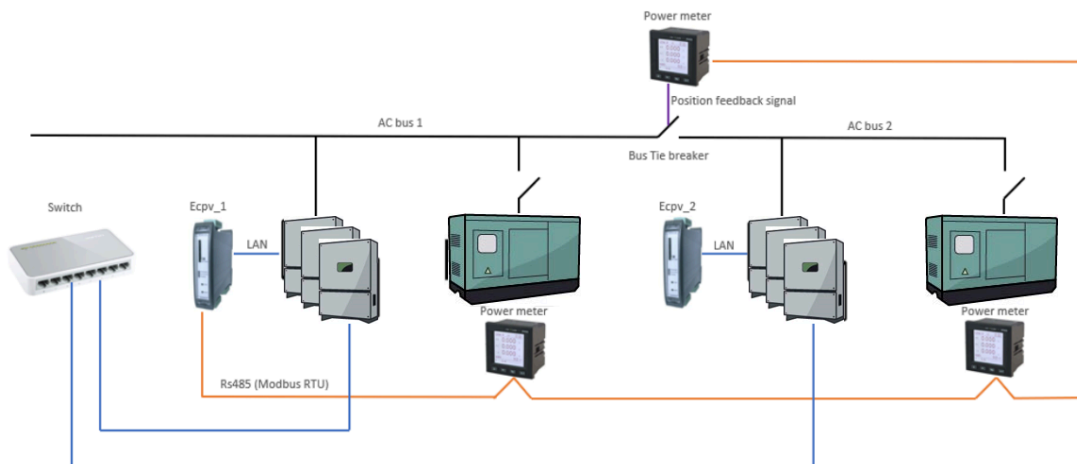 Power meter
Position feedback signal
AC bus 1
AC bus 2
Bus Tie breaker
Switch
Ecpv_1
Ecpv_2
LAN
LAN
Power meter
Power meter
Rs485 (Modbus RTU)